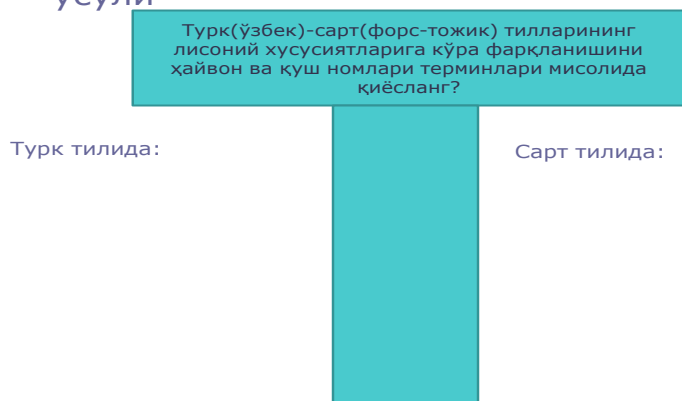 усули
Турк(ўзбек)-сарт(форс-тожик) тилларининг
лисоний хусусиятларига кўра фарқланишини
ҳайвон ва қуш номлари терминлари мисолида
қиёсланг?
Турк тилида:
Сарт тилида: